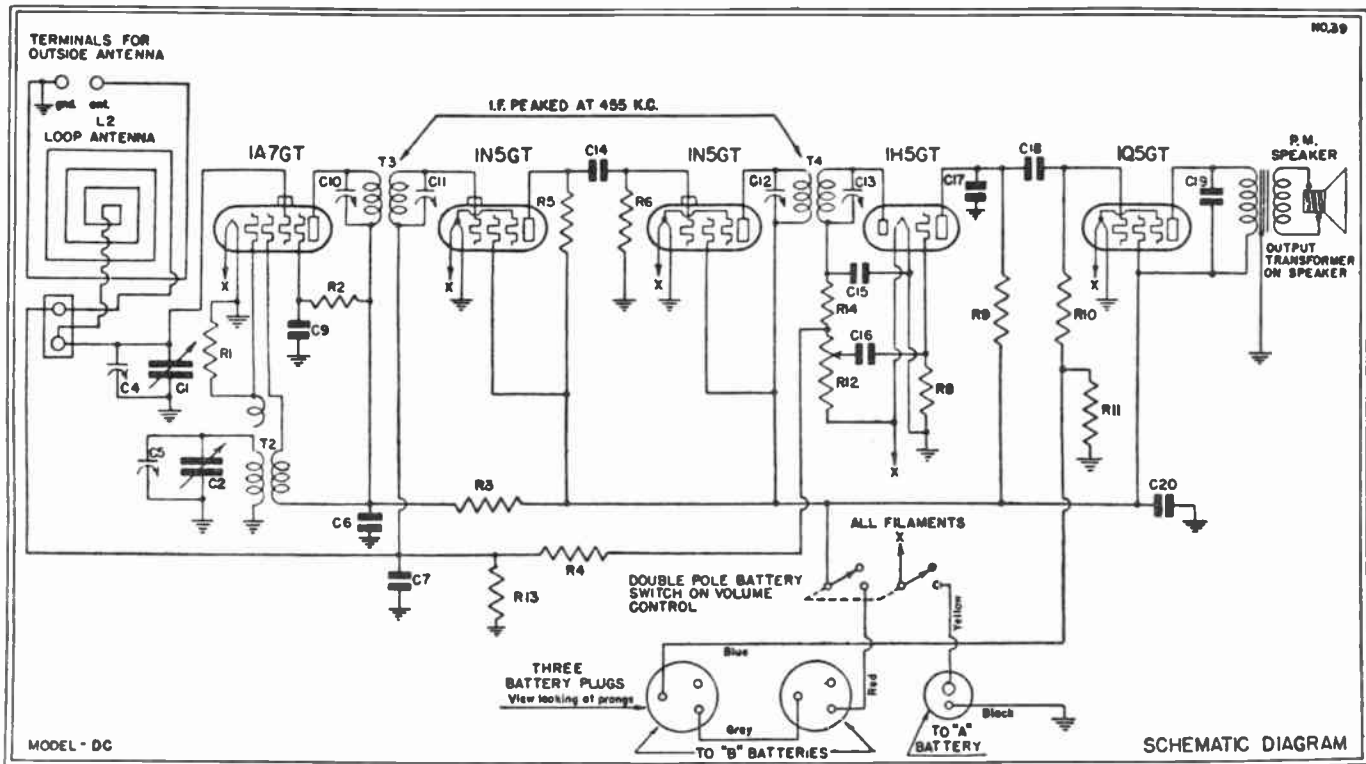 NO.39
TERMINALS FOR
OUTSIDE ANTENNA
gnd. ant.
L2
LOOP ANTENNA
I.F. PEAKED AT 455 K.C.
1A7GT
C10
T3
C11
1N5GT
C14
R5
R6
1N5GT
C12
T4
C13
1H5GT
C17
C18
1Q5GT
C19
P.M.
SPEAKER
OUTPUT
TRANSFORMER
ON SPEAKER
X
R2
C9
R1
C4
C1
X
X
C15
R14
C16
R12
R8
X
R9
R10
X
R11
T2
C2
R3
C6
C7
R13
R4
C20
ALL FILAMENTS
X
DOUBLE POLE BATTERY
SWITCH ON VOLUME
CONTROL
Yellow
Blue
Red
THREE
BATTERY PLUGS
View looking at prongs
Gray
Black
TO "B" BATTERIES
TO "A"
BATTERY
MODEL - DC
SCHEMATIC DIAGRAM